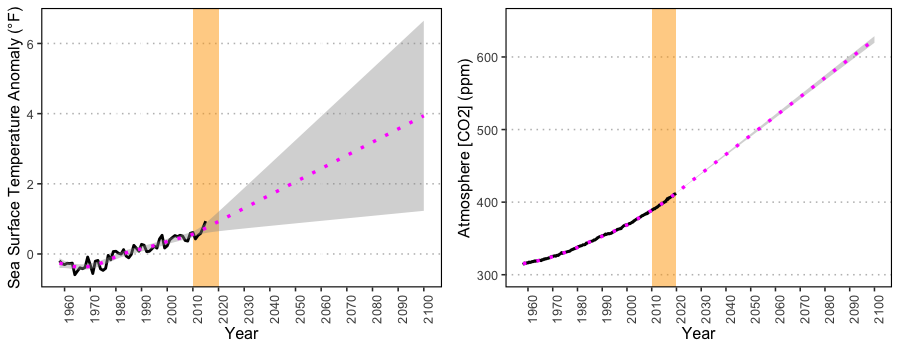 Sea Surface Temperature Anomaly (°F)
6
4
2
0
1960 1970 1980 1990 2000 2010 2020 2030 2040 2050 2060 2070 2080 2090 2100
Year
Atmosphere [CO2] (ppm)
600
500
400
300
1960 1970 1980 1990 2000 2010 2020 2030 2040 2050 2060 2070 2080 2090 2100
Year